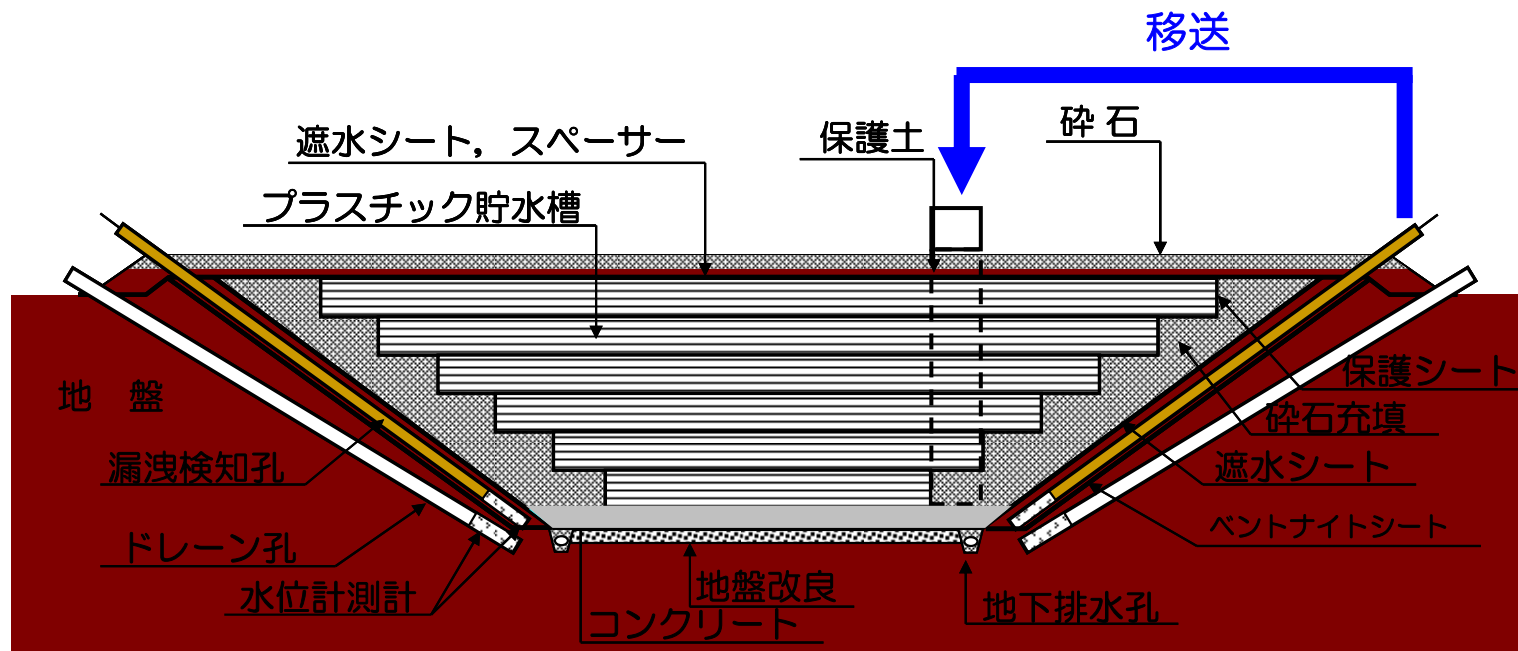 移送
砕 石
保護土
遮水シート，スペーサー
プラスチック貯水槽
保護シート
地 盤
砕石充填
漏洩検知孔
遮水シート
ベントナイトシート
ドレーン孔
水位計測計
地盤改良
地下排水孔
コンクリート